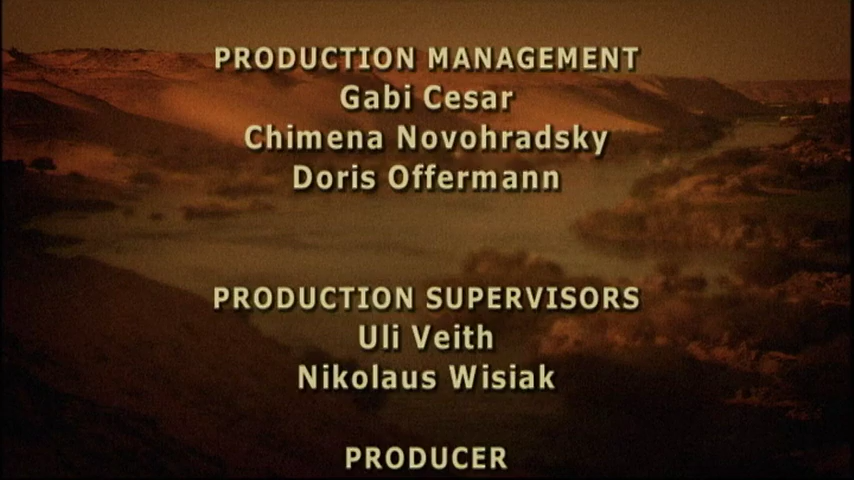 PRODUCTION MANAGEMENT
Gabi Cesar
Chimena Novohradsky
Doris Offermann
PRODUCTION SUPERVISORS
Uli Veith
Nikolaus Wisiak
PRODUCER